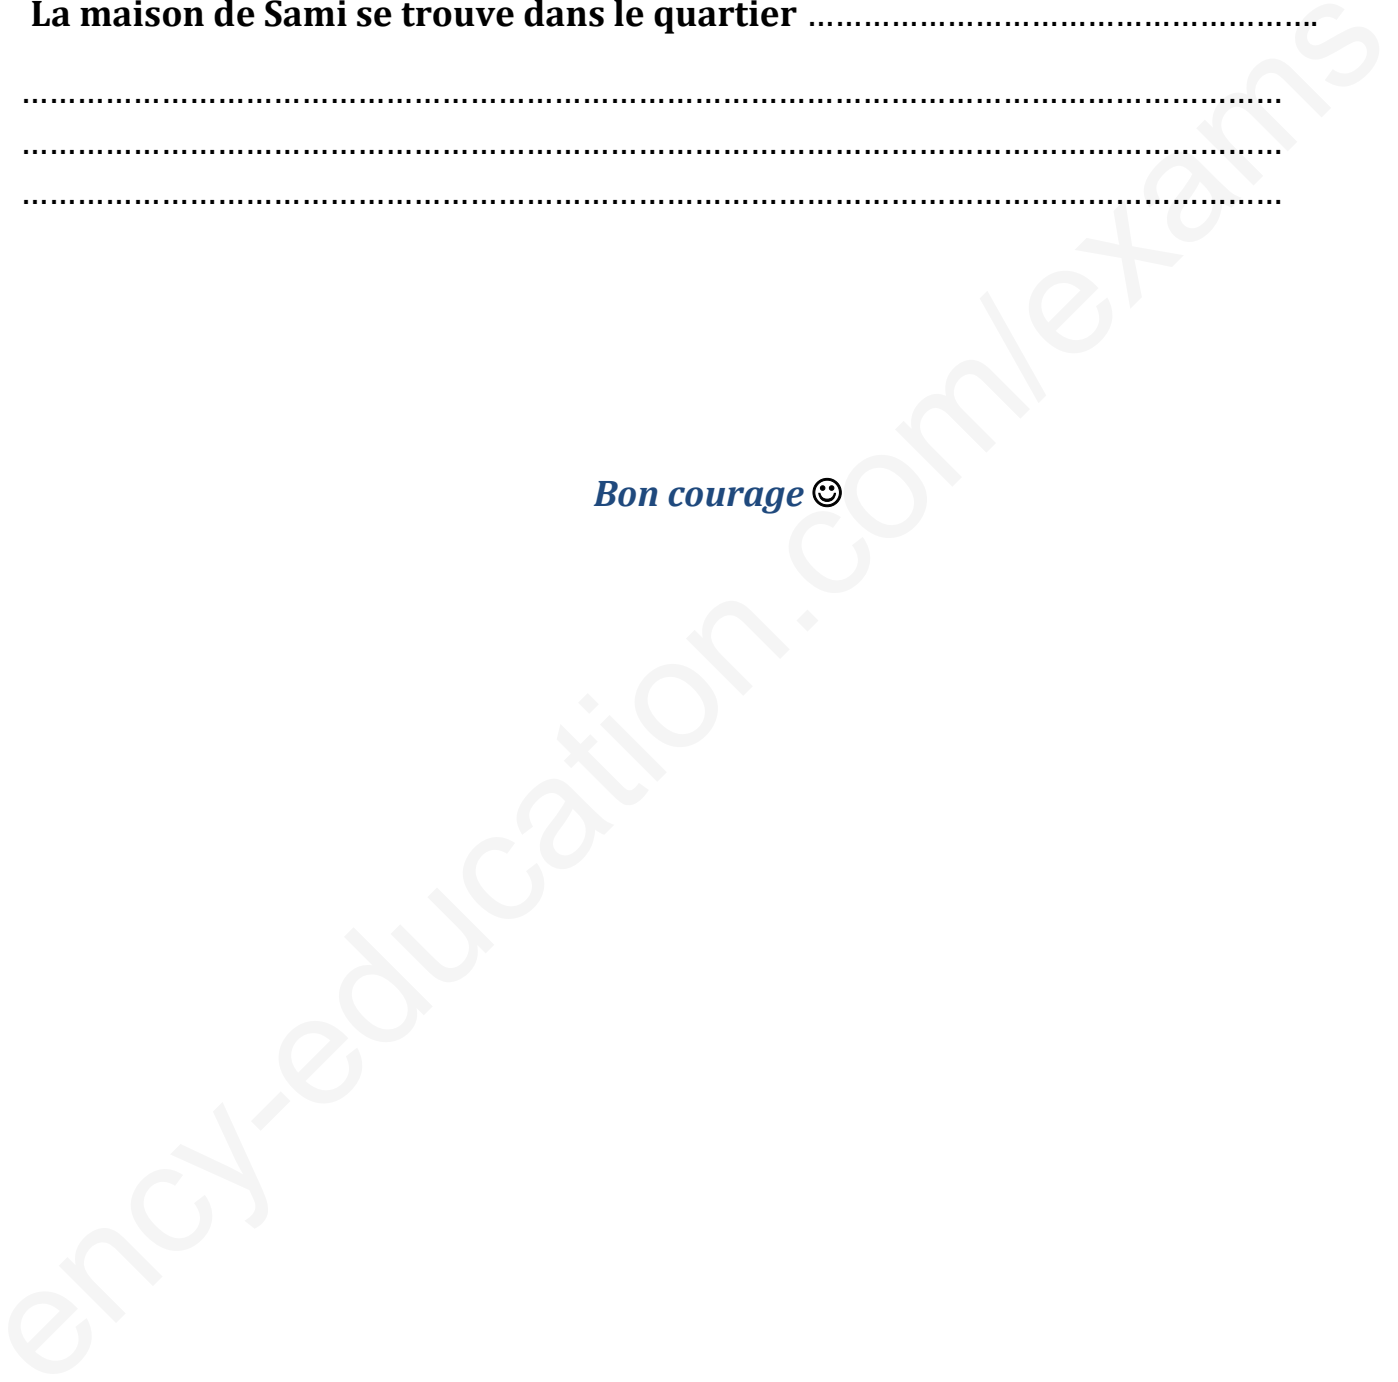 La maison de Sami se trouve dans le quartier ……………………………………………….
………………………………………………………………………………………………………………………
………………………………………………………………………………………………………………………
………………………………………………………………………………………………………………………
Bon courage ☺
ency-education.com/exams